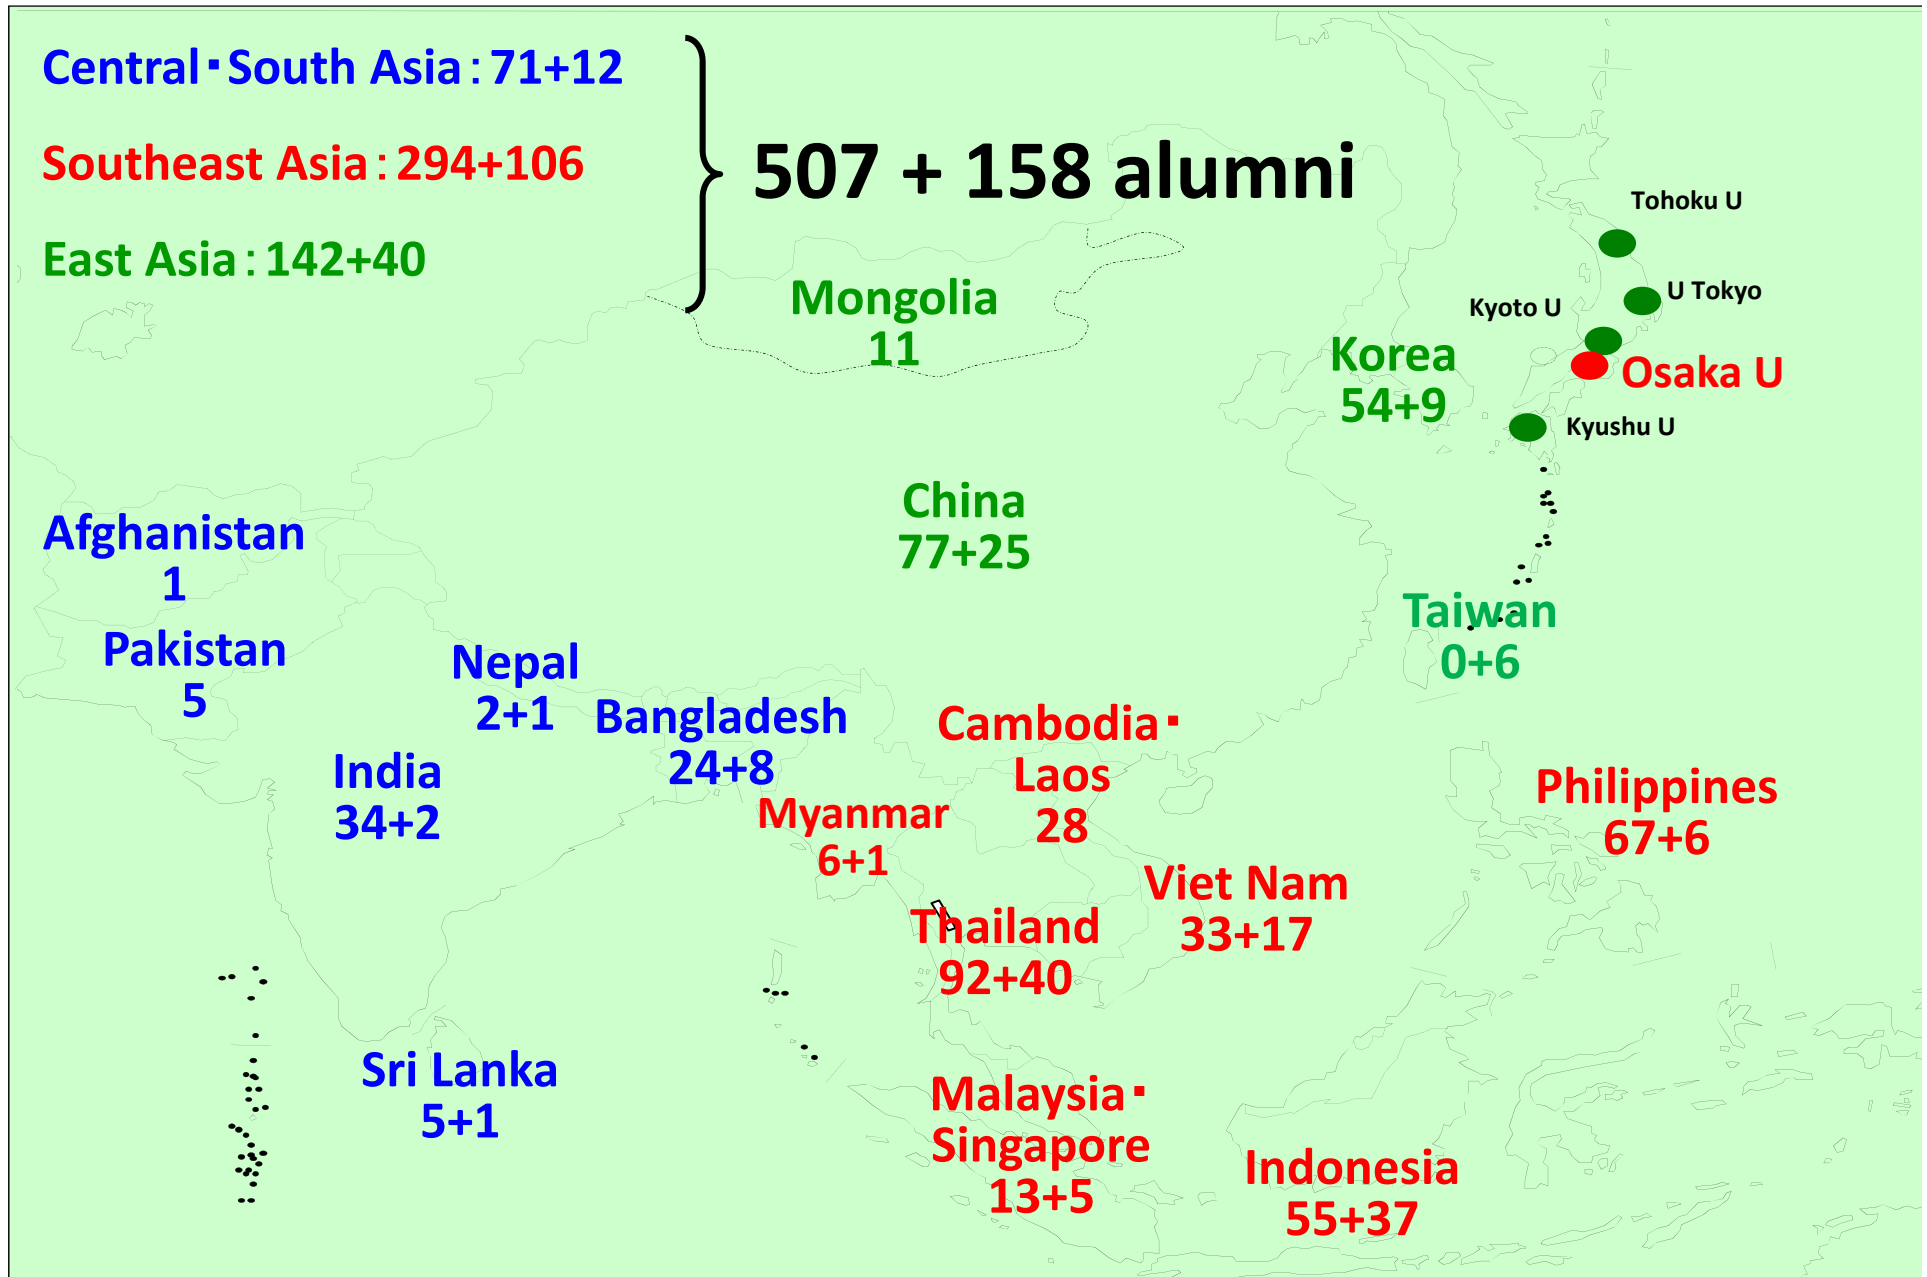 Central▪South Asia：71+12
Southeast Asia：294+106
East Asia：142+40
507 + 158 alumni
Tohoku U
U Tokyo
Kyoto U
Osaka U
Kyushu U
Mongolia
11
Korea
54+9
China
77+25
Taiwan
0+6
Afghanistan
1
Pakistan
5
Nepal
2+1
Bangladesh
24+8
India
34+2
Sri Lanka
5+1
Myanmar
6+1
Cambodia▪
Laos
28
Viet Nam
33+17
Thailand
92+40
Philippines
67+6
Malaysia▪
Singapore
13+5
Indonesia
55+37